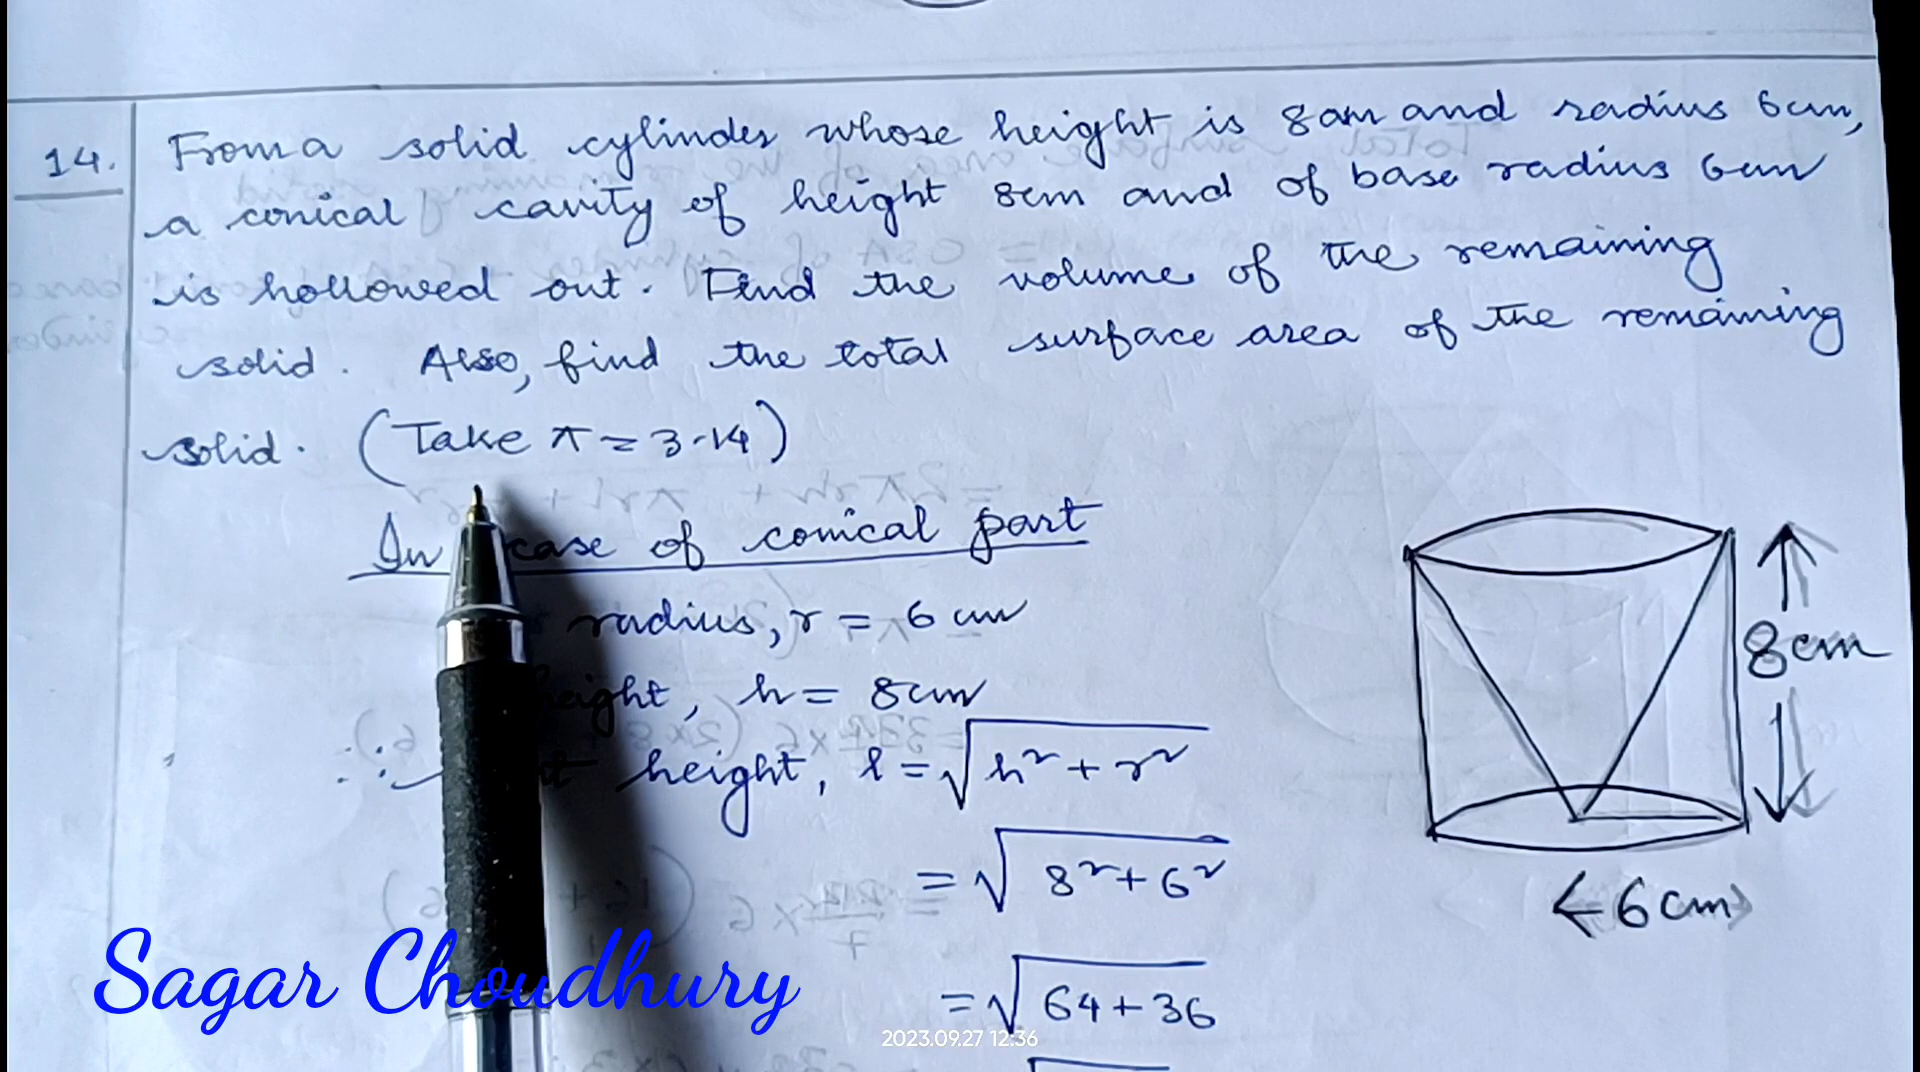 14. From a solid cylinder whose height is 8cm and radius 6cm,
a conical cavity of height 8cm and of base radius 6cm
is hollowed out. Find the volume of the remaining
solid. Also, find the total surface area of the remaining
solid. (Take π = 3.14)
In case of conical part
radius, r = 6 cm
height, h = 8cm
∴ height, l = √h² + r²
= √8² + 6²
= √64 + 36
8cm
6cm
Sagar Choudhury
2023.09.27 12:36